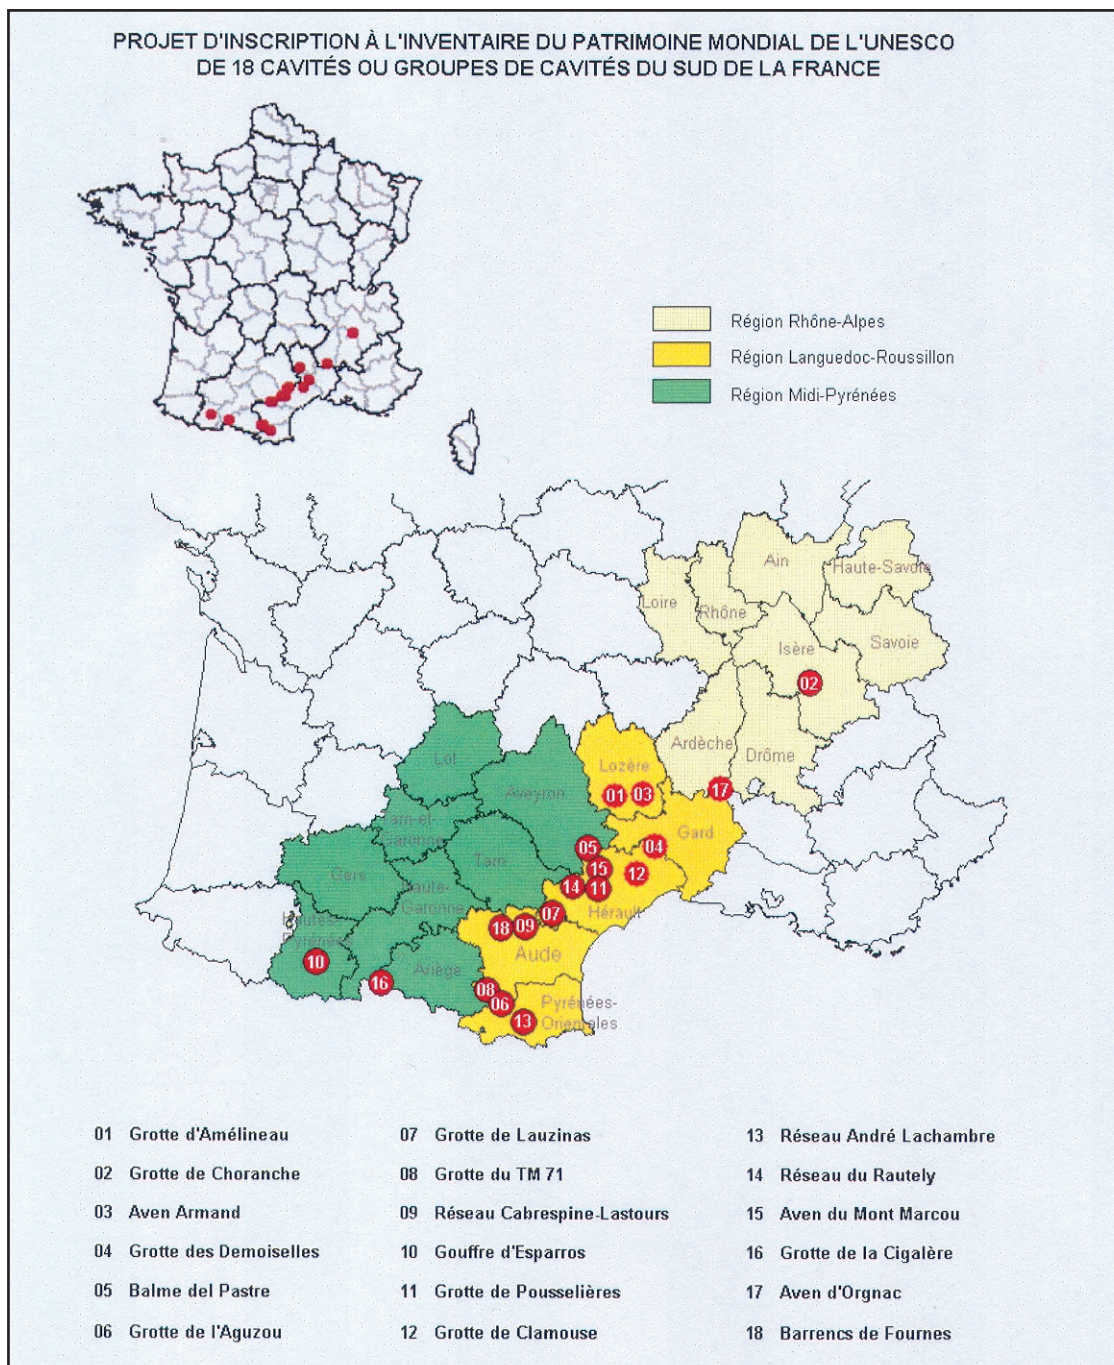 PROJET D'INSCRIPTION À L'INVENTAIRE DU PATRIMOINE MONDIAL DE L'UNESCO
DE 18 CAVITÉS OU GROUPES DE CAVITÉS DU SUD DE LA FRANCE
Région Rhône-Alpes
Région Languedoc-Roussillon
Région Midi-Pyrénées
Ain
Haute-Savoie
Loire
Rhône
Isère
Savoie
02
Ardèche
Drôme
Lot
Lozère
Aveyron
01
03
17
Tarn-et-
Garonne
Gard
05
04
Tarn
15
12
Gers
14
11
Haute-
Garonne
Hérault
07
Hautes-
Pyrénées
18
09
Aude
10
Ariège
16
08
06
Pyrénées-
Orientales
13
01 Grotte d'Amélineau
02 Grotte de Choranche
03 Aven Armand
04 Grotte des Demoiselles
05 Balme del Pastre
06 Grotte de l'Aguzou
07 Grotte de Lauzinas
08 Grotte du TM 71
09 Réseau Cabrespine-Lastours
10 Gouffre d'Esparros
11 Grotte de Pousselières
12 Grotte de Clamouse
13 Réseau André Lachambre
14 Réseau du Rautely
15 Aven du Mont Marcou
16 Grotte de la Cigalère
17 Aven d'Orgnac
18 Barrencs de Fournes